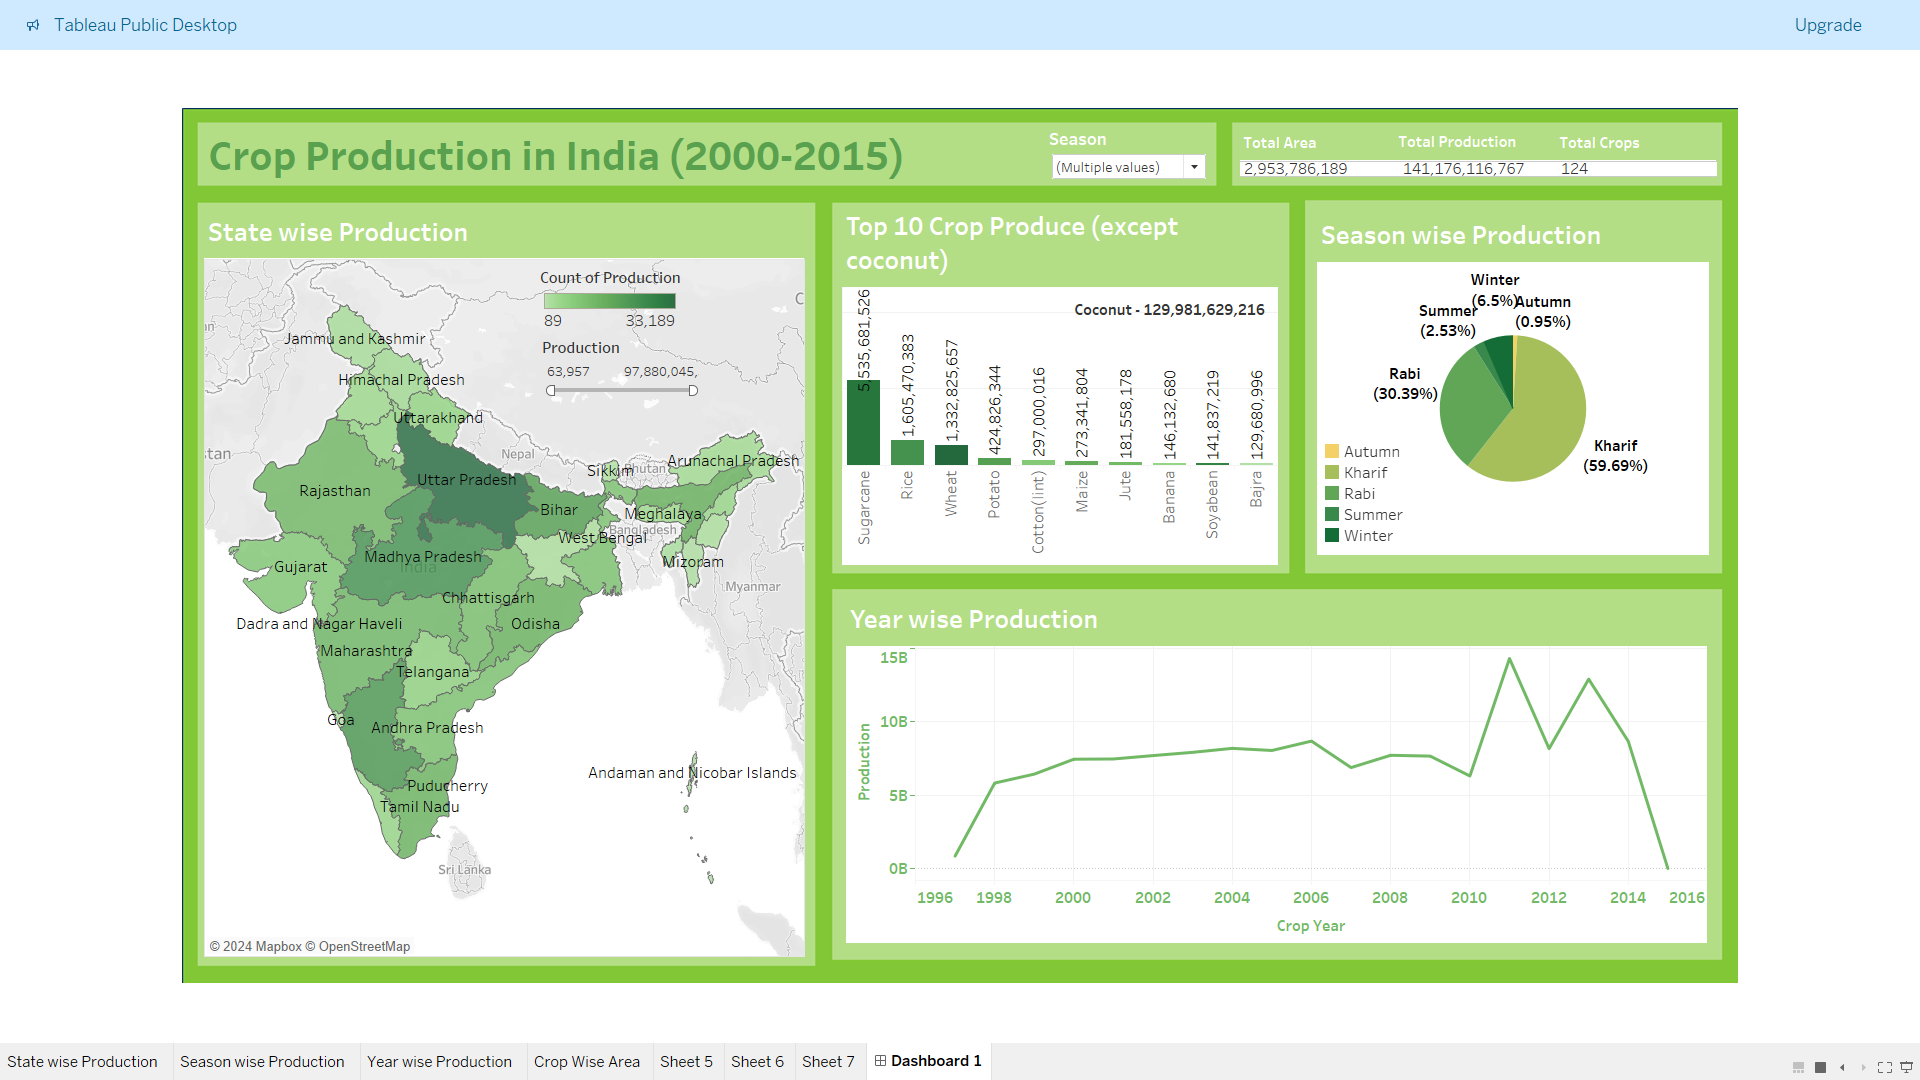 Tableau Public Desktop
Upgrade
Crop Production in India (2000-2015)
Season
(Multiple values)
Total Area
Total Production
Total Crops
2,953,786,189
141,176,116,767
124
State wise Production
Count of Production
89
33,189
Production
63,957
97,880,045,
Jammu and Kashmir
Himachal Pradesh
Uttarakhand
Nepal
Sikkim
Bhutan
Arunachal Pradesh
stan
Rajasthan
Uttar Pradesh
Bihar
Meghalaya
Bangladesh
West Bengal
Madhya Pradesh
India
Gujarat
Mizoram
Myanmar
Chhattisgarh
Dadra and Nagar Haveli
Odisha
Maharashtra
Telangana
Goa
Andhra Pradesh
Andaman and Nicobar Islands
Puducherry
Tamil Nadu
Sri Lanka
© 2024 Mapbox © OpenStreetMap
Top 10 Crop Produce (except
coconut)
Coconut - 129,981,629,216
5,535,681,526
1,605,470,383
1,332,825,657
424,826,344
297,000,016
273,341,804
181,558,178
146,132,680
141,837,219
129,680,996
Sugarcane
Rice
Wheat
Potato
Cotton(lint)
Maize
Jute
Banana
Soyabean
Bajra
Season wise Production
Winter
(6.5%)
Autumn
(0.95%)
Summer
(2.53%)
Rabi
(30.39%)
Kharif
(59.69%)
Autumn
Kharif
Rabi
Summer
Winter
Year wise Production
15B
10B
5B
0B
Production
1996
1998
2000
2002
2004
2006
2008
2010
2012
2014
2016
Crop Year
State wise Production
Season wise Production
Year wise Production
Crop Wise Area
Sheet 5
Sheet 6
Sheet 7
Dashboard 1